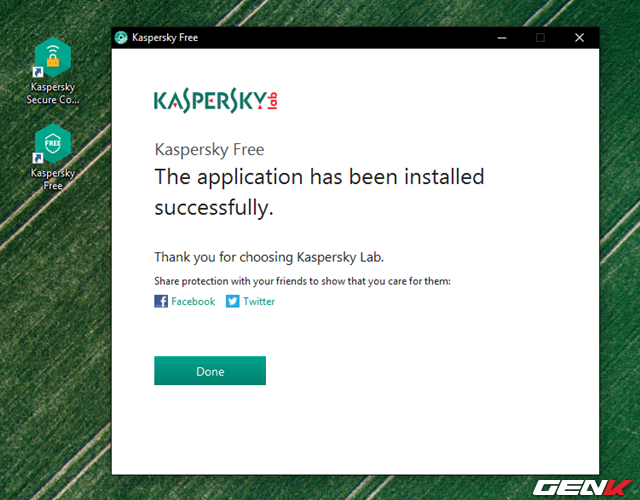 Kaspersky
Secure Co...
FREE
Kaspersky
Free
Kaspersky Free
KASPERSKY lab
Kaspersky Free
The application has been installed
successfully.
Thank you for choosing Kaspersky Lab.
Share protection with your friends to show that you care for them:
Facebook Twitter
Done
GENK